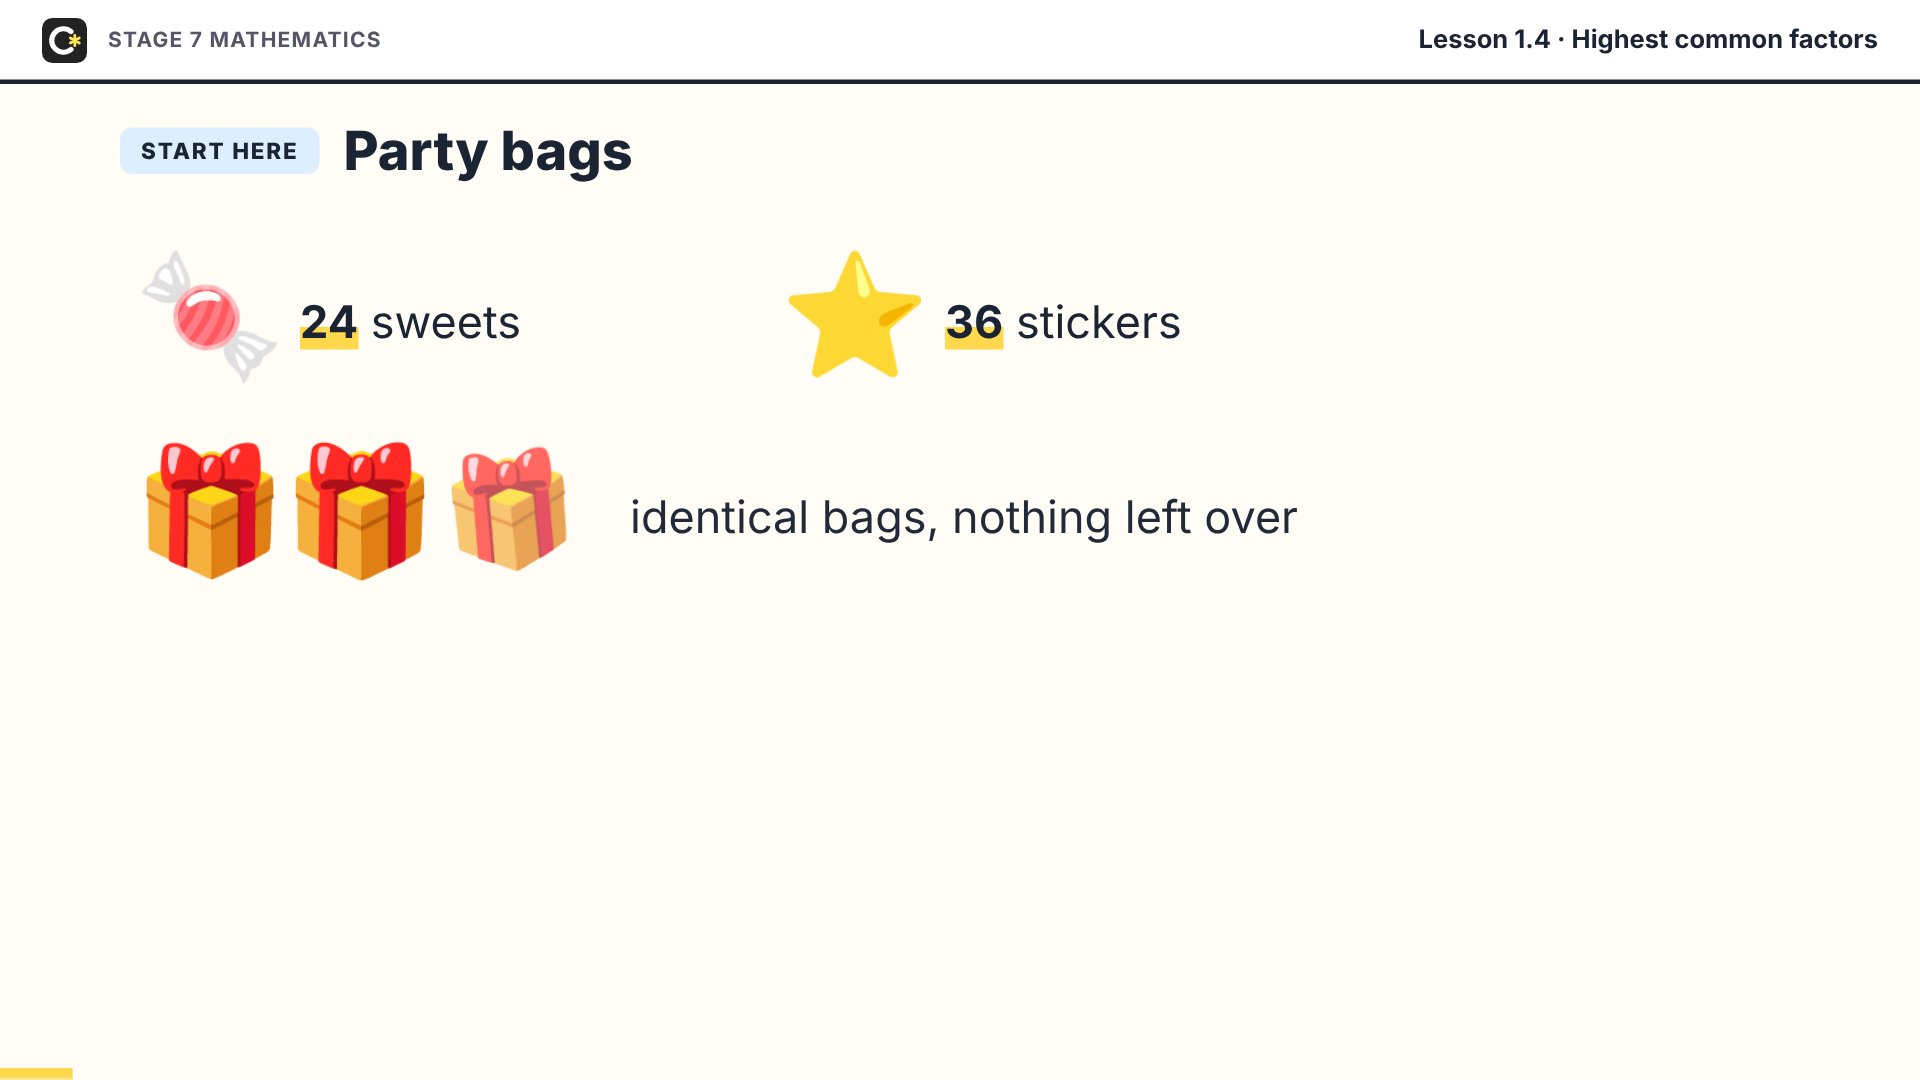 STAGE 7 MATHEMATICS
Lesson 1.4 · Highest common factors
START HERE
Party bags
24 sweets
36 stickers
identical bags, nothing left over